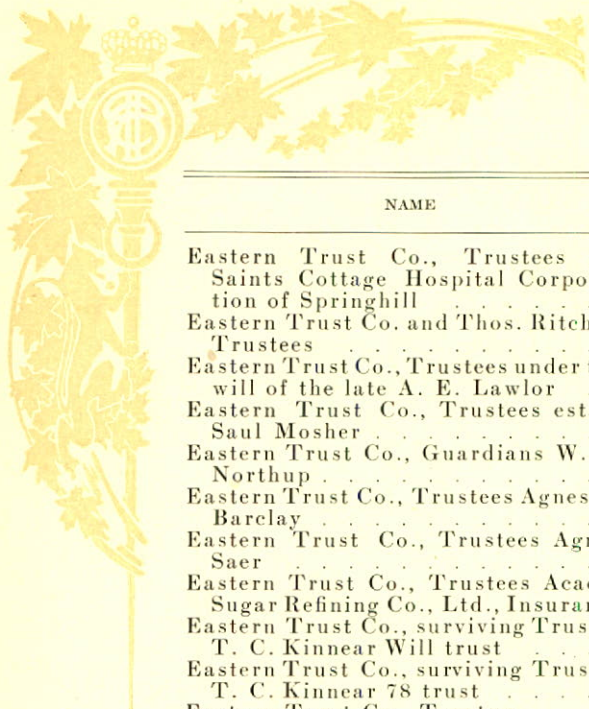 NAME
Eastern Trust Co., Trustees
Saints Cottage Hospital Corpo
tion of Springhill . . . . . .
Eastern Trust Co. and Thos. Ritch
Trustees . . . . . . . . . .
Eastern Trust Co., Trustees under
will of the late A. E. Lawlor .
Eastern Trust Co., Trustees est
Saul Mosher . . . . . . . .
Eastern Trust Co., Guardians W.
Northup . . . . . . . . . .
Eastern Trust Co., Trustees Agnes
Barclay . . . . . . . . . .
Eastern Trust Co., Trustees Agn
Saer . . . . . . . . . . .
Eastern Trust Co., Trustees Aca
Sugar Refining Co., Ltd., Insuran
Eastern Trust Co., surviving Trus
T. C. Kinnear Will trust . . .
Eastern Trust Co., surviving Trus
T. C. Kinnear 78 trust . . . .